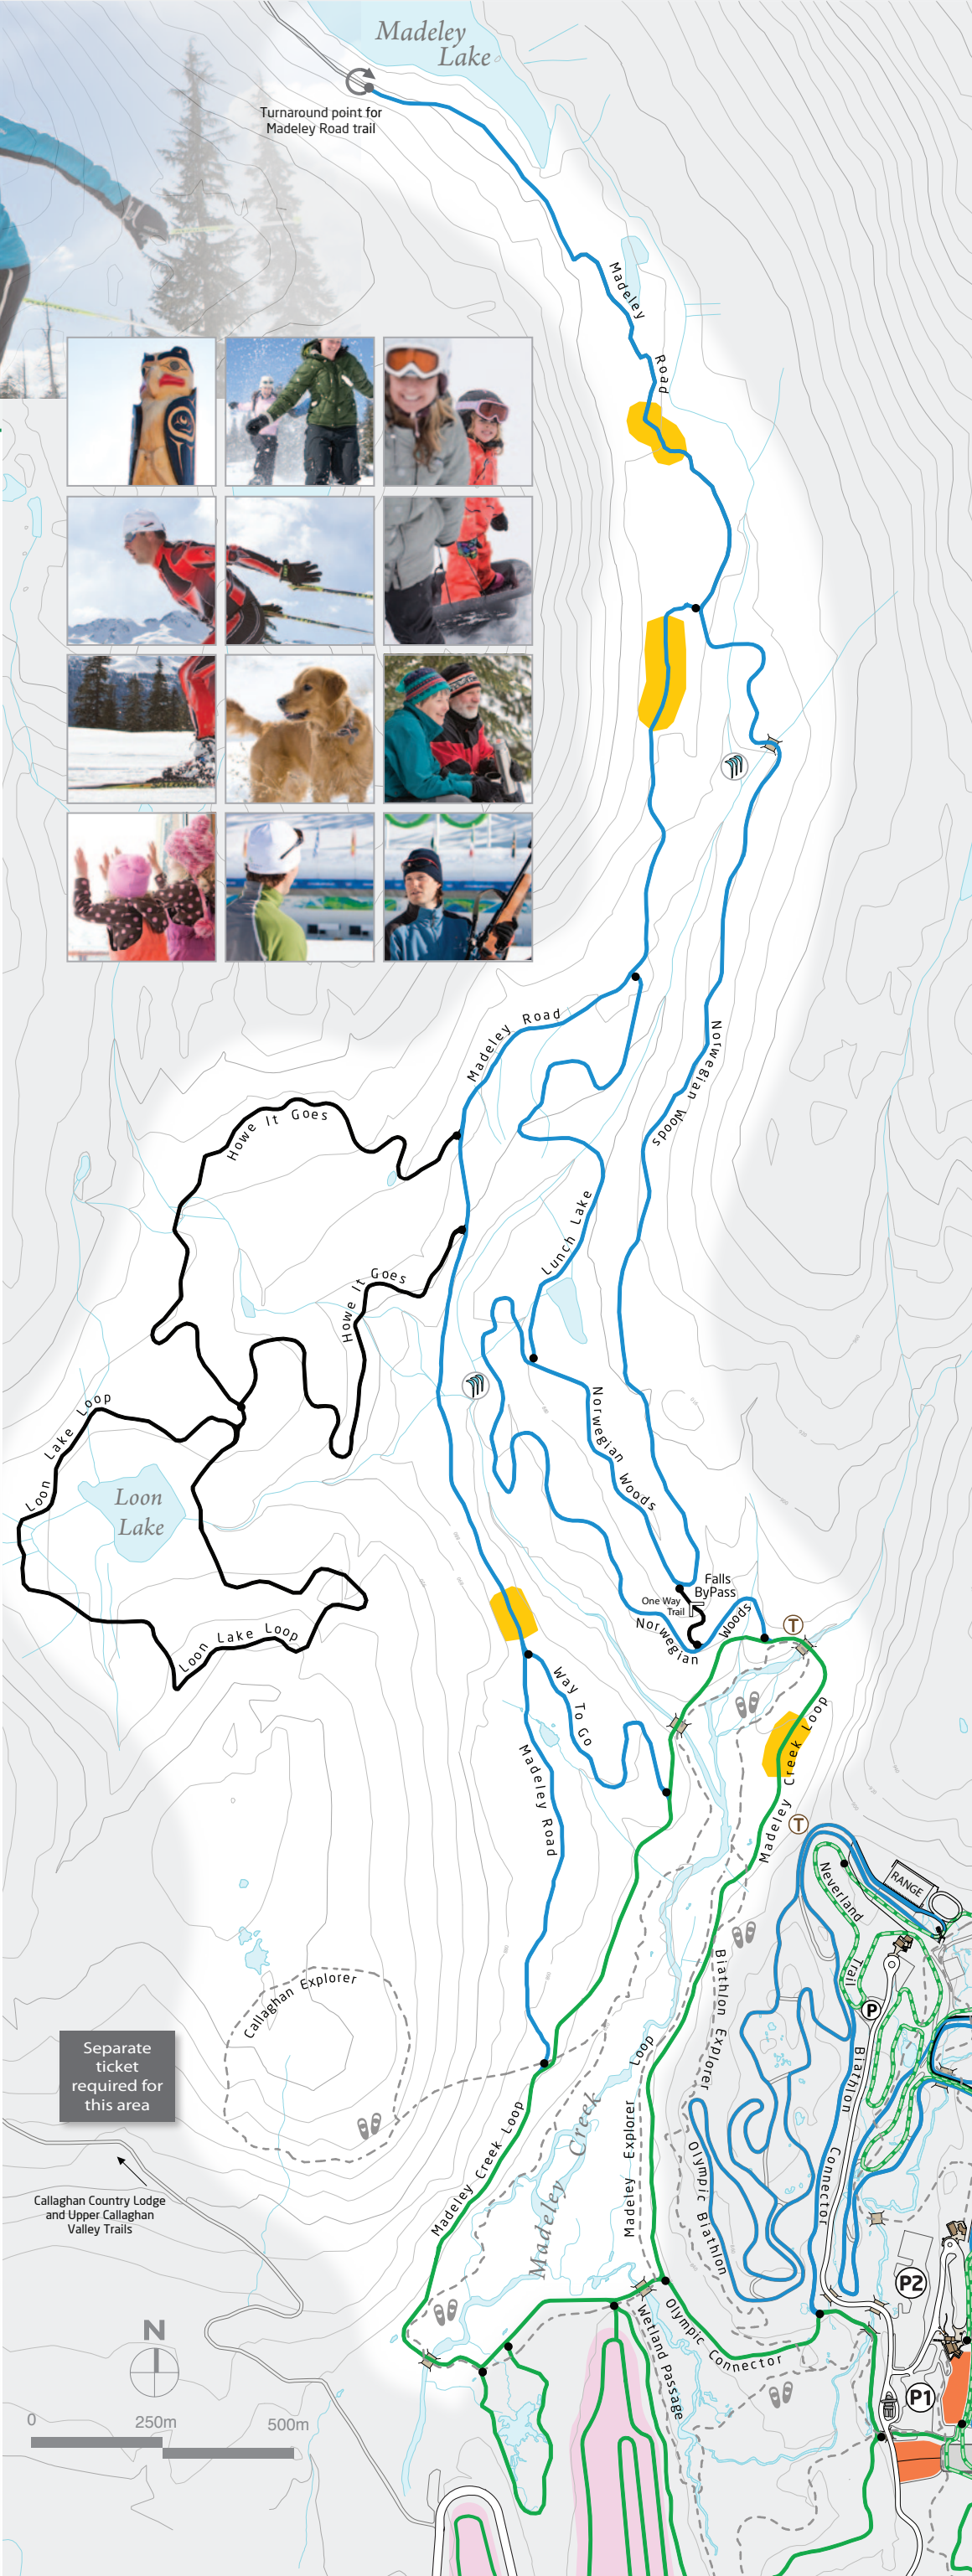 Madeley
Lake
Turnaround point for
Madeley Road trail
Madeley
Road
Madeley Road
Norwegian Woods
Howe It Goes
Lunch Lake
Howe It Goes
Loon Lake Loop
Norwegian Woods
Loon
Lake
Falls
ByPass
One Way
Trail
Norwegian
Woods
T
Loon Lake Loop
Way To Go
Madeley Creek Loop
Madeley Road
T
RANGE
Neverland
Trail
P
Callaghan Explorer
Biathlon Explorer
Separate
ticket
required for
this area
Loop
Biathlon
Connector
Madeley Creek Loop
Madeley Creek
Madeley Explorer
Olympic Biathlon
Callaghan Country Lodge
and Upper Callaghan
Valley Trails
P2
Wetland Passage
Olympic Connector
N
P1
0
250m
500m